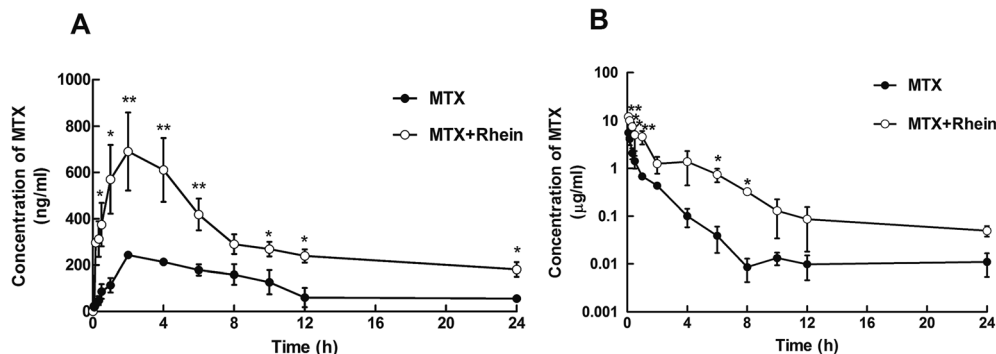 A
Concentration of MTX
(ng/ml)
1000
800
600
400
200
0
0 4 8 12 16 20 24
Time (h)
MTX
MTX+Rhein
*
*
**
**
**
*
*
*
B
Concentration of MTX
(μg/ml)
100
10
1
0.1
0.01
0.001
0 4 8 12 16 20 24
Time (h)
MTX
MTX+Rhein
**
**
*
*